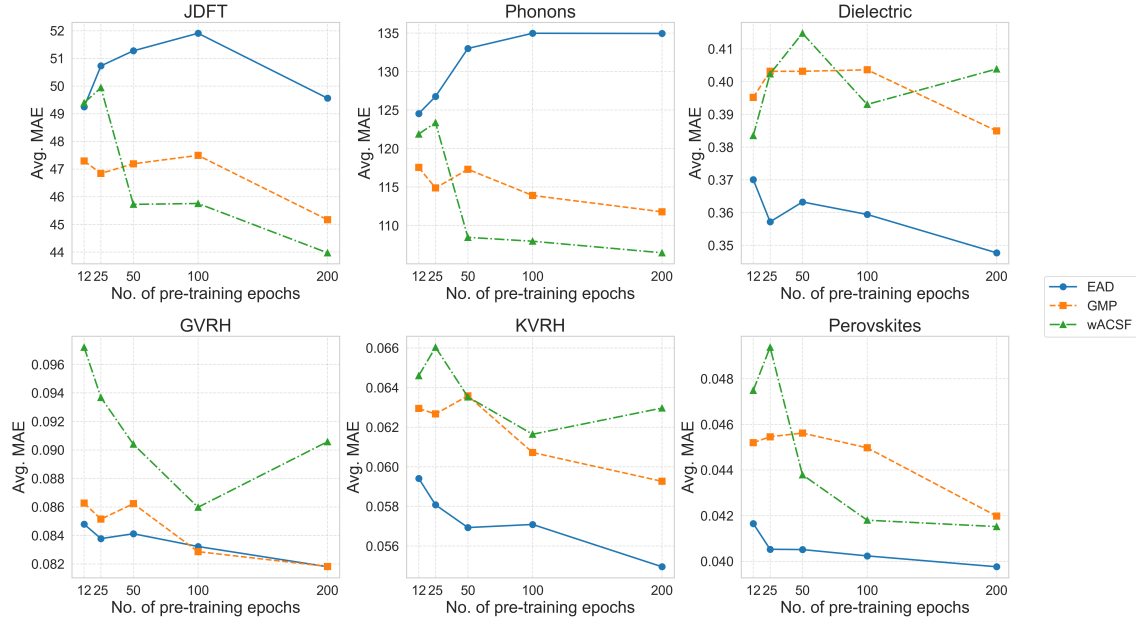 JDFT
Avg. MAE
52
51
50
49
48
47
46
45
44
12 25 50 100 200
No. of pre-training epochs
Phonons
Avg. MAE
135
130
125
120
115
110
12 25 50 100 200
No. of pre-training epochs
Dielectric
Avg. MAE
0.41
0.40
0.39
0.38
0.37
0.36
0.35
12 25 50 100 200
No. of pre-training epochs
EAD
GMP
wACSF
GVRH
Avg. MAE
0.096
0.094
0.092
0.090
0.088
0.086
0.084
0.082
12 25 50 100 200
No. of pre-training epochs
KVRH
Avg. MAE
0.066
0.064
0.062
0.060
0.058
0.056
12 25 50 100 200
No. of pre-training epochs
Perovskites
Avg. MAE
0.048
0.046
0.044
0.042
0.040
12 25 50 100 200
No. of pre-training epochs